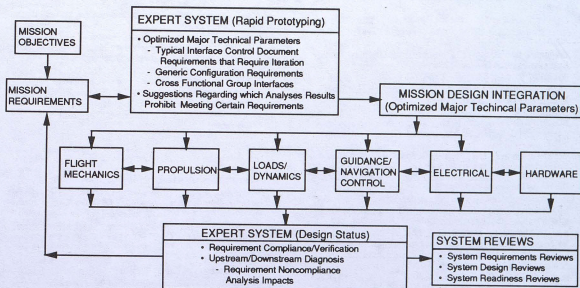 EXPERT SYSTEM (Rapid Prototyping)
• Optimized Major Technical Parameters
- Typical Interface Control Document
Requirements that Require Iteration
- Generic Configuration Requirements
- Cross Functional Group Interfaces
• Suggestions Regarding which Analyses Results
Prohibit Meeting Certain Requirements
MISSION
OBJECTIVES
MISSION
REQUIREMENTS
MISSION DESIGN INTEGRATION
(Optimized Major Techincal Parameters)
FLIGHT
MECHANICS
PROPULSION
LOADS/
DYNAMICS
GUIDANCE/
NAVIGATION
CONTROL
ELECTRICAL
HARDWARE
EXPERT SYSTEM (Design Status)
• Requirement Compliance/Verification
• Upstream/Downstream Diagnosis
- Requirement Noncompliance
Analysis Impacts
SYSTEM REVIEWS
• System Requirements Reviews
• System Design Reviews
• System Readiness Reviews